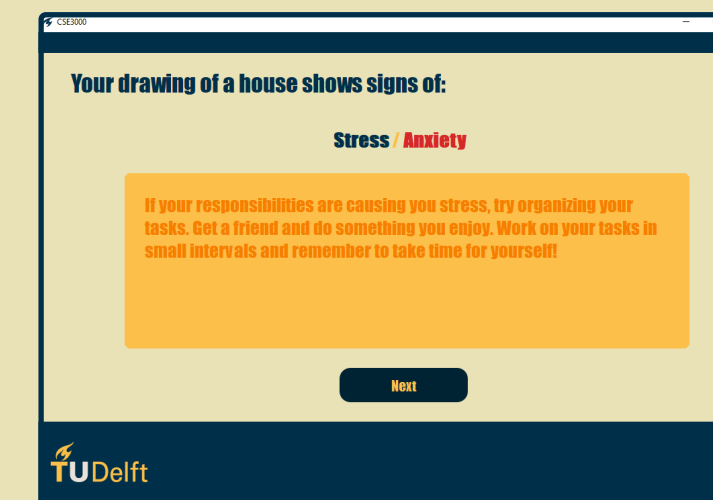 CSE3000
Your drawing of a house shows signs of:
Stress / Anxiety
If your responsibilities are causing you stress, try organizing your
tasks. Get a friend and do something you enjoy. Work on your tasks in
small intervals and remember to take time for yourself!
Next
TUDelft